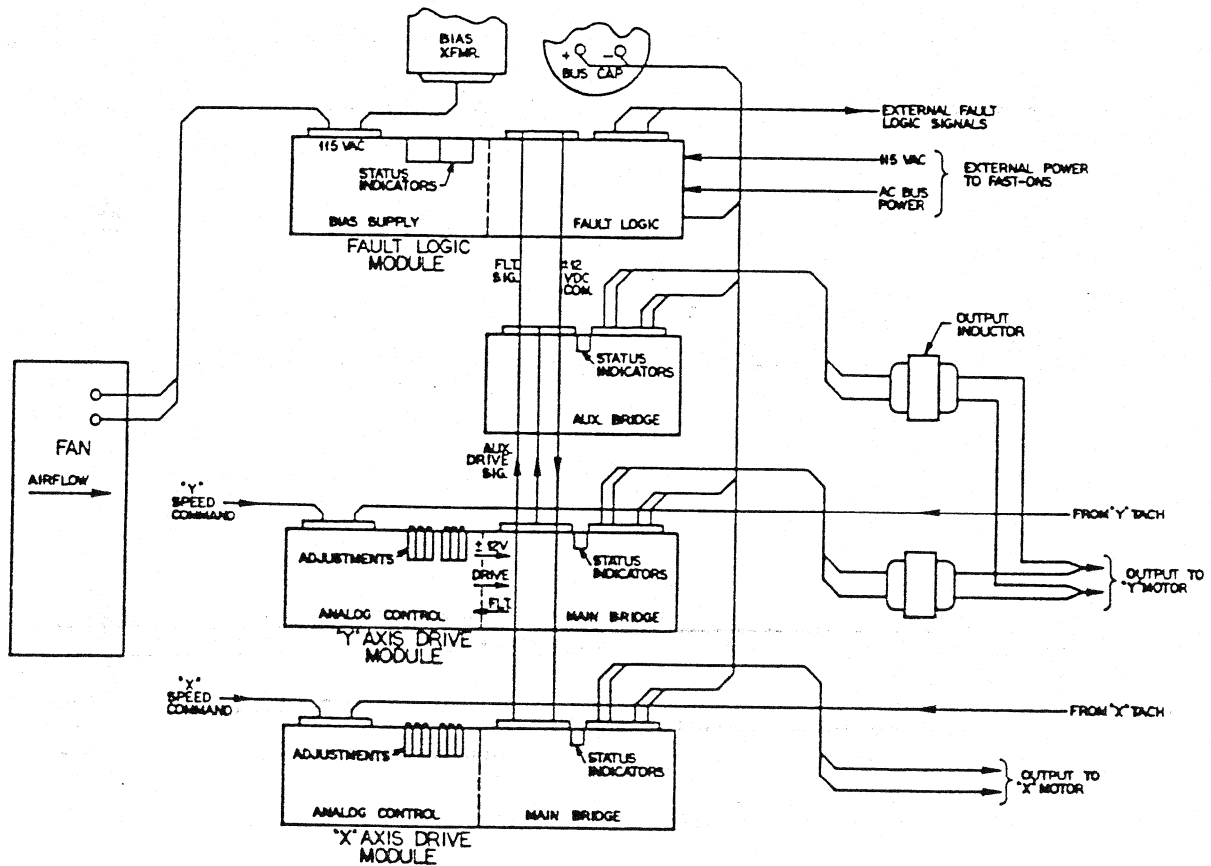 BIAS
XFMR.
+ −
BUS CAP
EXTERNAL FAULT
LOGIC SIGNALS
115 VAC
115 VAC
EXTERNAL POWER
TO FAST-ONS
STATUS
INDICATORS
AC BUS
POWER
BIAS SUPPLY
FAULT LOGIC
FAULT LOGIC
MODULE
FLT.
SIG.
±12
VDC
COM.
OUTPUT
INDUCTOR
STATUS
INDICATORS
AUX. BRIDGE
FAN
AIRFLOW
AUX.
DRIVE
SIG.
"Y"
SPEED
COMMAND
FROM "Y" TACH
ADJUSTMENTS
± 12V
STATUS
INDICATORS
DRIVE
OUTPUT TO
"Y" MOTOR
ANALOG CONTROL
FLT.
MAIN BRIDGE
"Y" AXIS DRIVE
MODULE
"X"
SPEED
COMMAND
FROM "X" TACH
ADJUSTMENTS
STATUS
INDICATORS
OUTPUT TO
"X" MOTOR
ANALOG CONTROL
MAIN BRIDGE
"X" AXIS DRIVE
MODULE